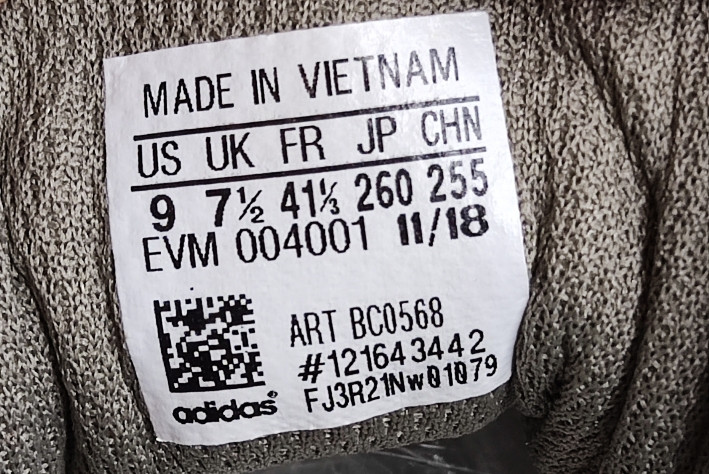 MADE IN VIETNAM
US UK FR JP CHN
9 7½ 41⅓ 260 255
EVM 004001 11/18
ART BC0568
#121643442
FJ3R21Nw01079
adidas